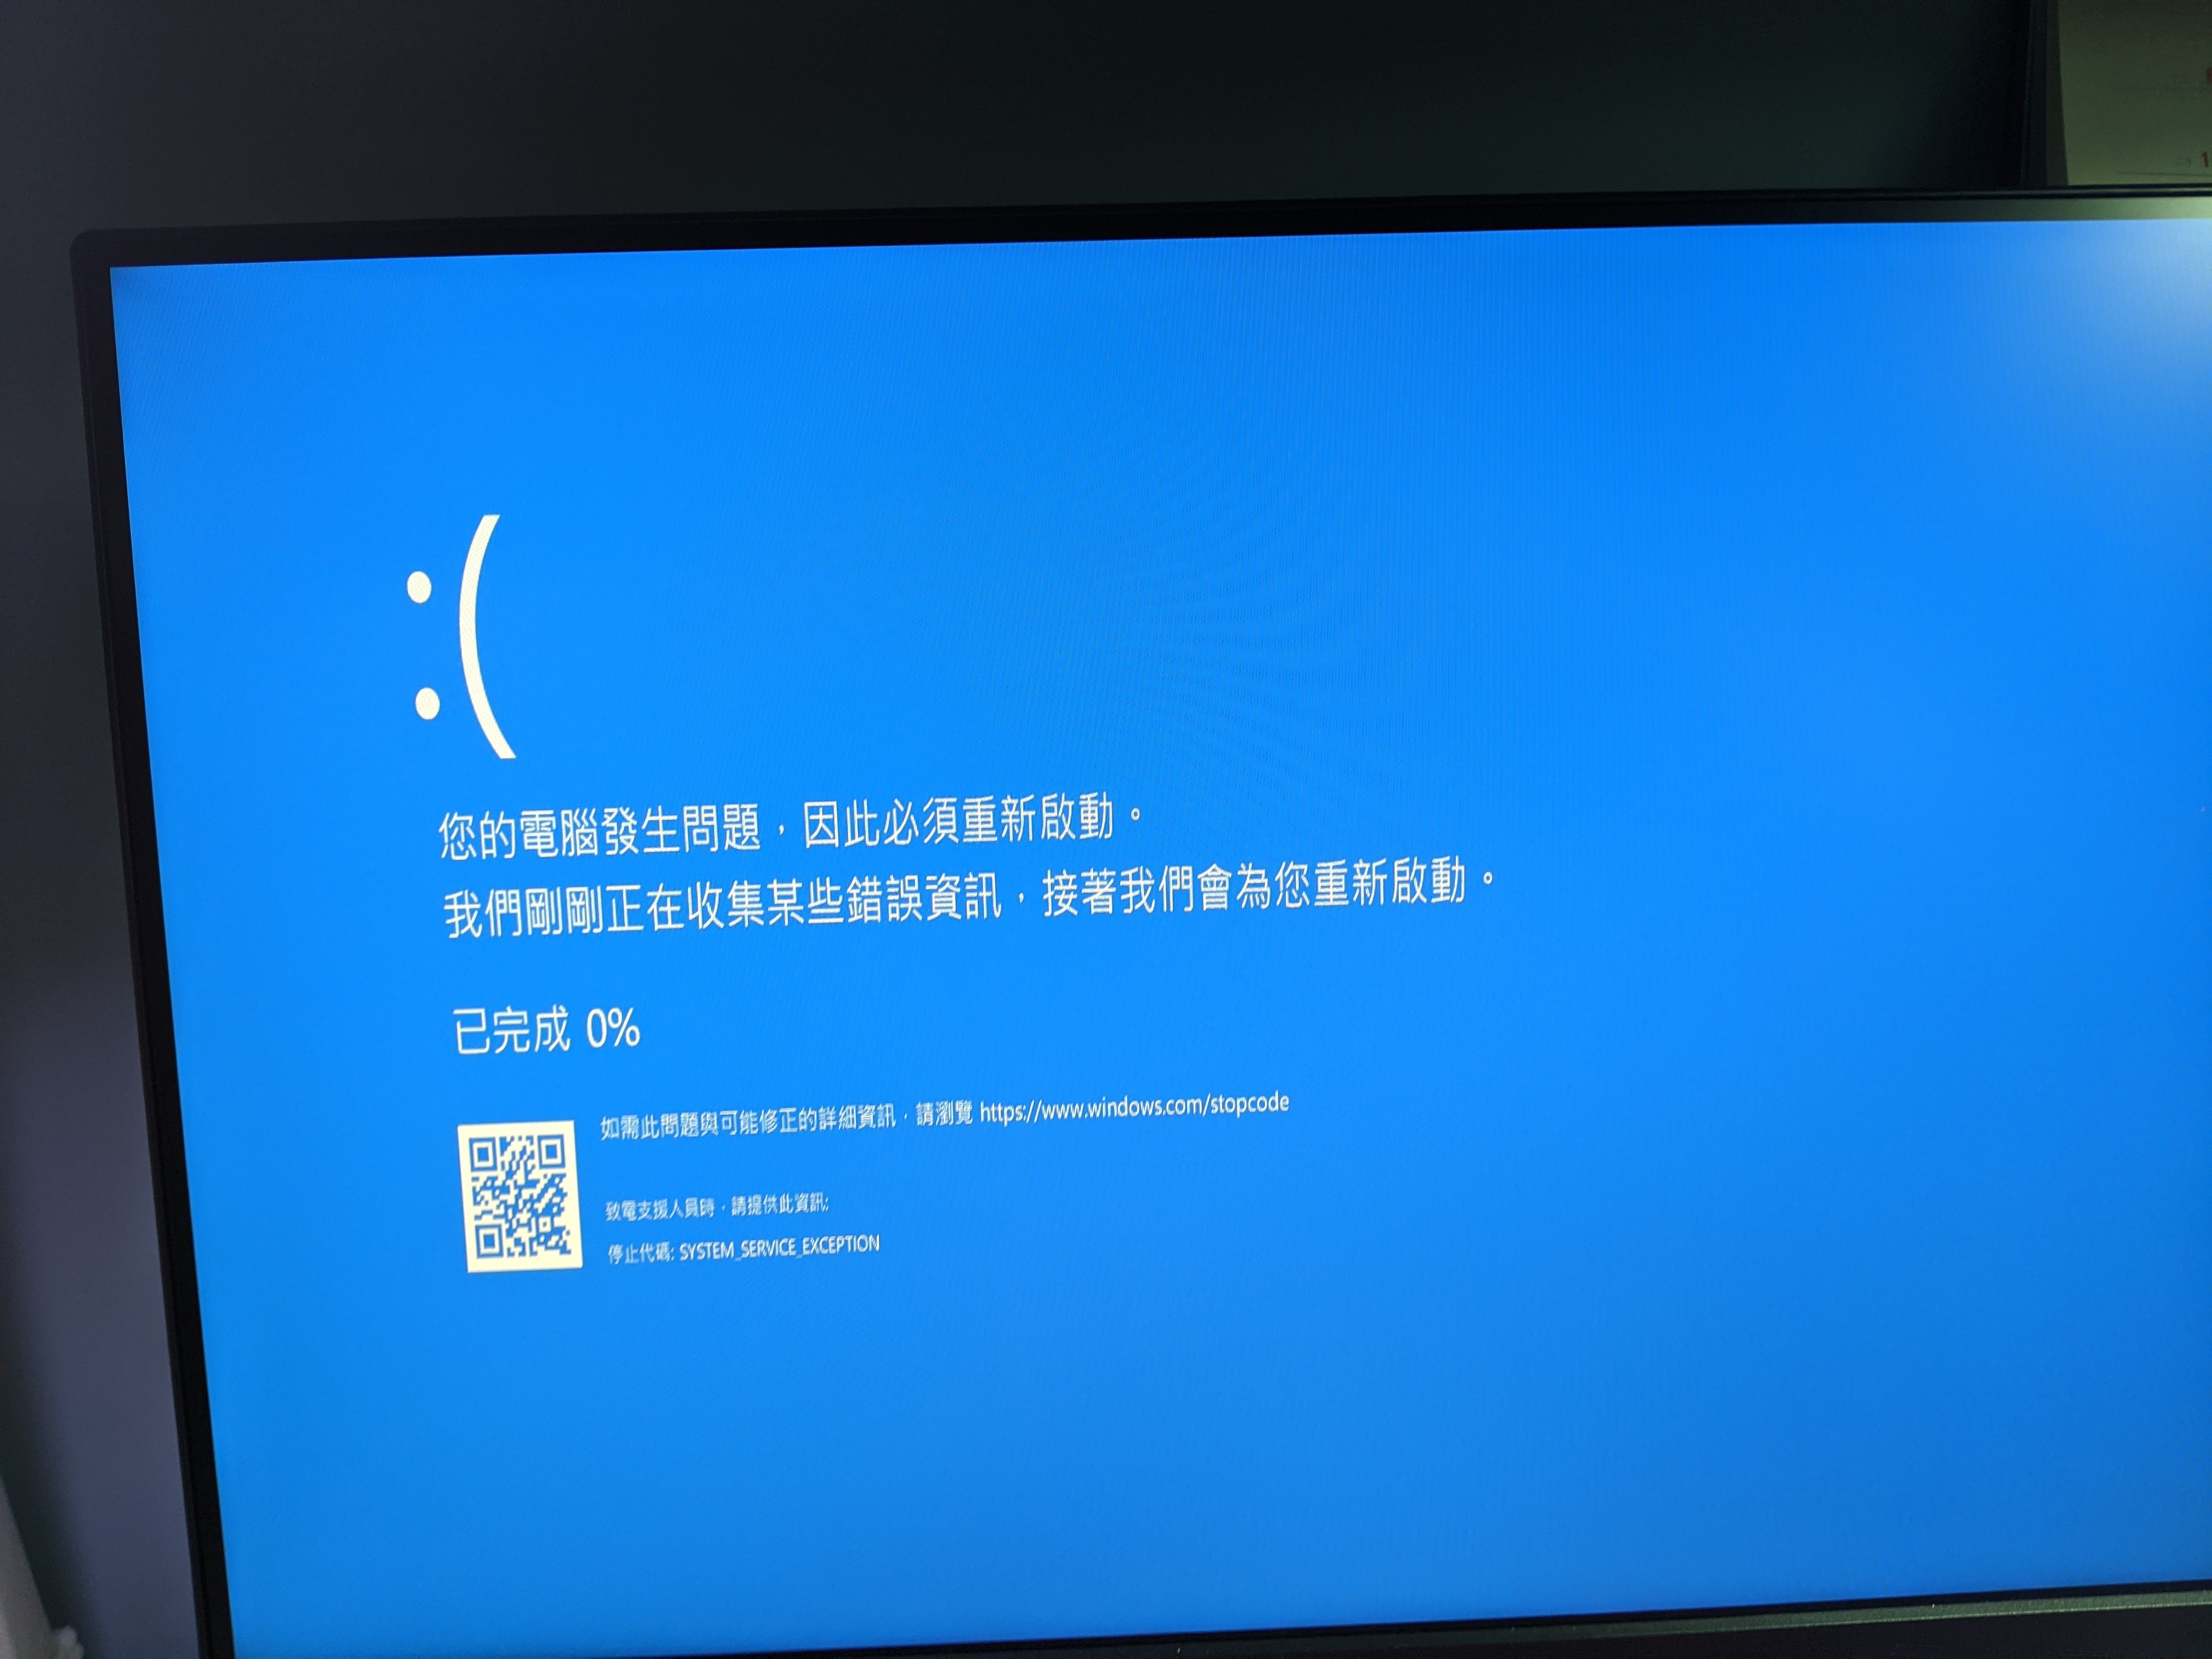 :(
您的電腦發生問題，因此必須重新啟動。
我們剛剛正在收集某些錯誤資訊，接著我們會為您重新啟動。
已完成 0%
如需此問題與可能修正的詳細資訊，請瀏覽 https://www.windows.com/stopcode
致電支援人員時，請提供此資訊:
停止代碼: SYSTEM_SERVICE_EXCEPTION